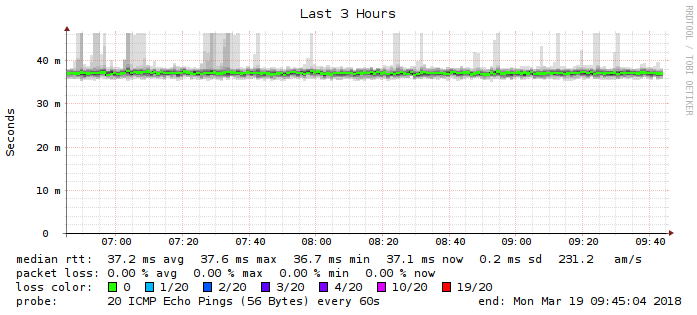 Last 3 Hours
RRDTOOL / TOBI OETIKER
Seconds
40 m
30 m
20 m
10 m
0
07:00 07:20 07:40 08:00 08:20 08:40 09:00 09:20 09:40
median rtt: 37.2 ms avg 37.6 ms max 36.7 ms min 37.1 ms now 0.2 ms sd 231.2 am/s
packet loss: 0.00 % avg 0.00 % max 0.00 % min 0.00 % now
loss color: 0 1/20 2/20 3/20 4/20 10/20 19/20
probe: 20 ICMP Echo Pings (56 Bytes) every 60s end: Mon Mar 19 09:45:04 2018